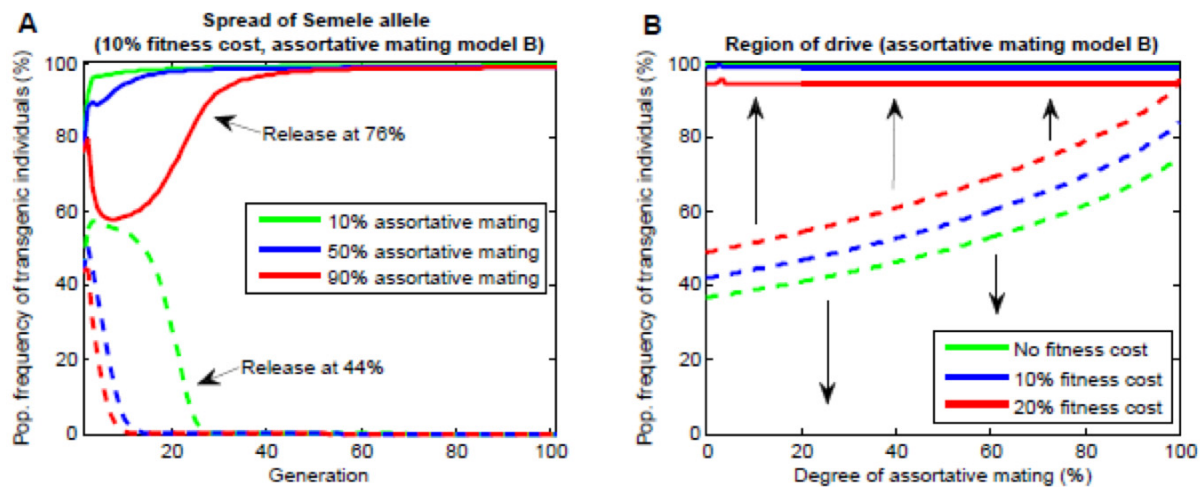 A
Spread of Semele allele
(10% fitness cost, assortative mating model B)
Pop. frequency of transgenic individuals (%)
100
80
60
40
20
0
Release at 76%
10% assortative mating
50% assortative mating
90% assortative mating
Release at 44%
0
20
40
60
80
100
Generation
B
Region of drive (assortative mating model B)
Pop. frequency of transgenic individuals (%)
100
80
60
40
20
0
No fitness cost
10% fitness cost
20% fitness cost
0
20
40
60
80
100
Degree of assortative mating (%)